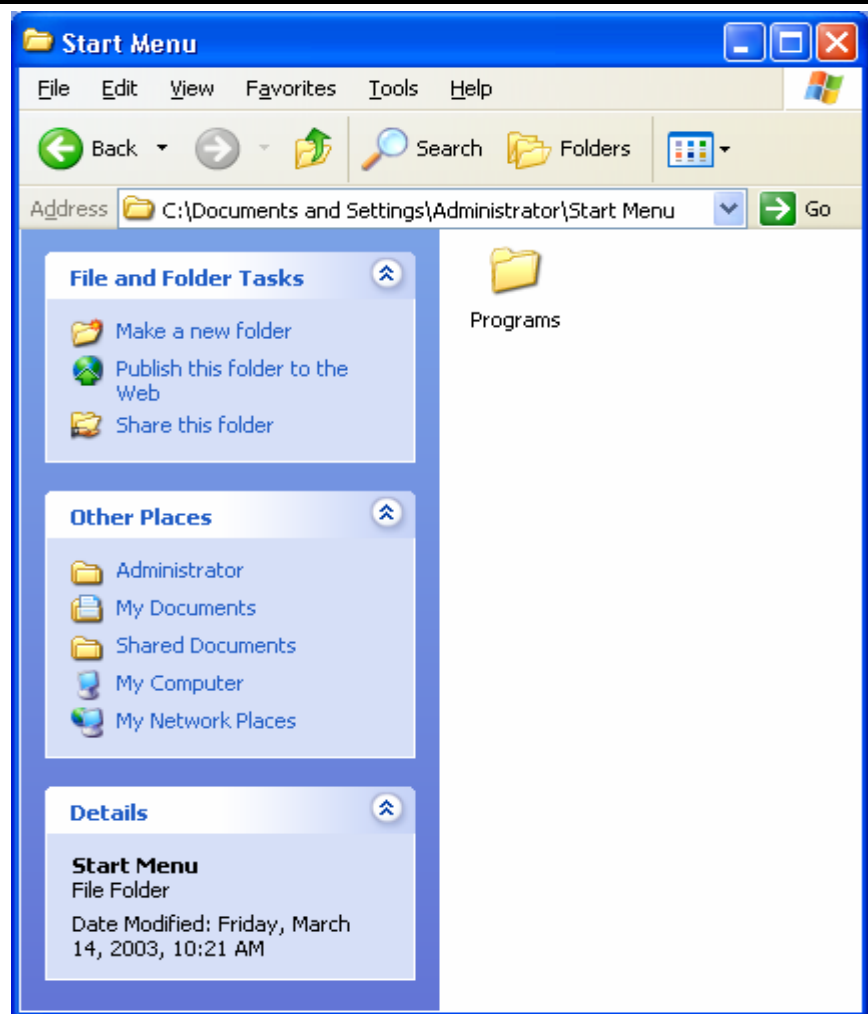 Start Menu
File Edit View Favorites Tools Help
Back Search Folders
Address C:\Documents and Settings\Administrator\Start Menu Go
File and Folder Tasks
Make a new folder
Publish this folder to the
Web
Share this folder
Other Places
Administrator
My Documents
Shared Documents
My Computer
My Network Places
Details
Start Menu
File Folder
Date Modified: Friday, March
14, 2003, 10:21 AM
Programs